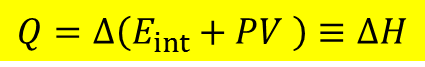 Q = Δ(E_int + PV ) ≡ ΔH